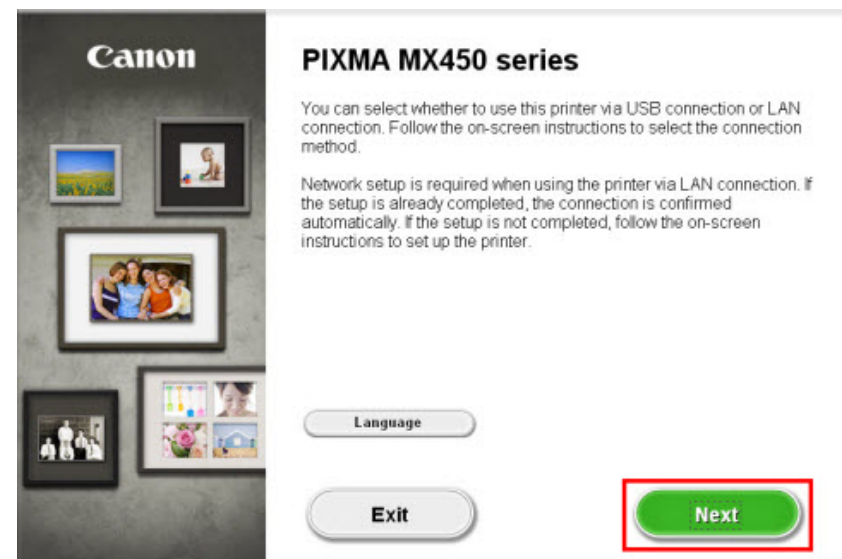 Canon
PIXMA MX450 series
You can select whether to use this printer via USB connection or LAN
connection. Follow the on-screen instructions to select the connection
method.
Network setup is required when using the printer via LAN connection. If
the setup is already completed, the connection is confirmed
automatically. If the setup is not completed, follow the on-screen
instructions to set up the printer.
Language
Exit
Next